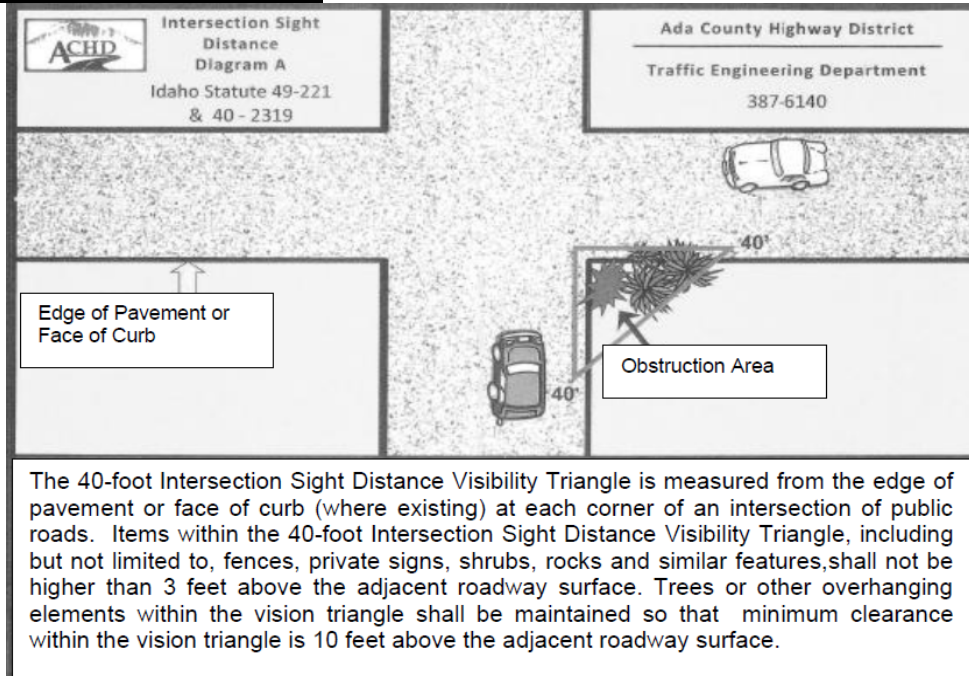 ACHD
Intersection Sight
Distance
Diagram A
Idaho Statute 49-221
& 40 - 2319
Ada County Highway District
Traffic Engineering Department
387-6140
40'
Edge of Pavement or
Face of Curb
Obstruction Area
40'
The 40-foot Intersection Sight Distance Visibility Triangle is measured from the edge of
pavement or face of curb (where existing) at each corner of an intersection of public
roads. Items within the 40-foot Intersection Sight Distance Visibility Triangle, including
but not limited to, fences, private signs, shrubs, rocks and similar features,shall not be
higher than 3 feet above the adjacent roadway surface. Trees or other overhanging
elements within the vision triangle shall be maintained so that minimum clearance
within the vision triangle is 10 feet above the adjacent roadway surface.